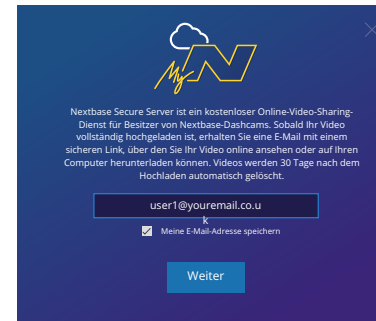 My N
Nextbase Secure Server ist ein kostenloser Online-Video-Sharing-
Dienst für Besitzer von Nextbase-Dashcams. Sobald Ihr Video
vollständig hochgeladen ist, erhalten Sie eine E-Mail mit einem
sicheren Link, über den Sie Ihr Video online ansehen oder auf Ihren
Computer herunterladen können. Videos werden 30 Tage nach dem
Hochladen automatisch gelöscht.
user1@youremail.co.u
k
Meine E-Mail-Adresse speichern
Weiter